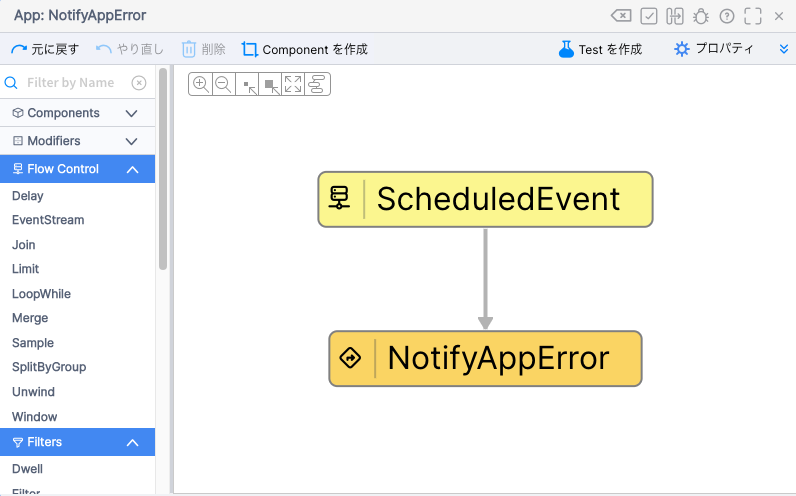 App: NotifyAppError
元に戻す やり直し 削除 Component を作成 Test を作成 プロパティ
Filter by Name
Components
Modifiers
Flow Control
Delay
EventStream
Join
Limit
LoopWhile
Merge
Sample
SplitByGroup
Unwind
Window
Filters
Dwell
Filter
ScheduledEvent
NotifyAppError